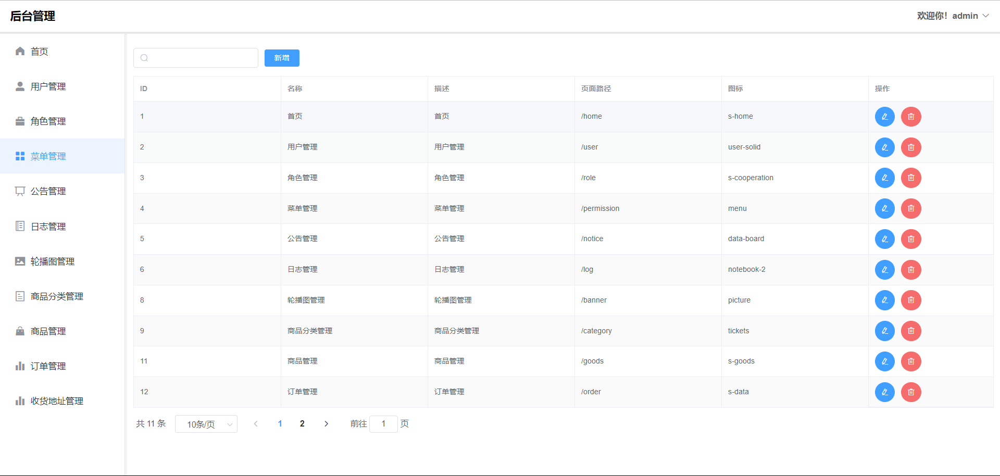 后台管理
欢迎你！admin
首页
用户管理
角色管理
菜单管理
公告管理
日志管理
轮播图管理
商品分类管理
商品管理
订单管理
收货地址管理
新增
ID 名称 描述 页面路径 图标 操作
1 首页 首页 /home s-home
2 用户管理 用户管理 /user user-solid
3 角色管理 角色管理 /role s-cooperation
4 菜单管理 菜单管理 /permission menu
5 公告管理 公告管理 /notice data-board
6 日志管理 日志管理 /log notebook-2
8 轮播图管理 轮播图管理 /banner picture
9 商品分类管理 商品分类管理 /category tickets
11 商品管理 商品管理 /goods s-goods
12 订单管理 订单管理 /order s-data
共 11 条 10条/页 1 2 前往 1 页